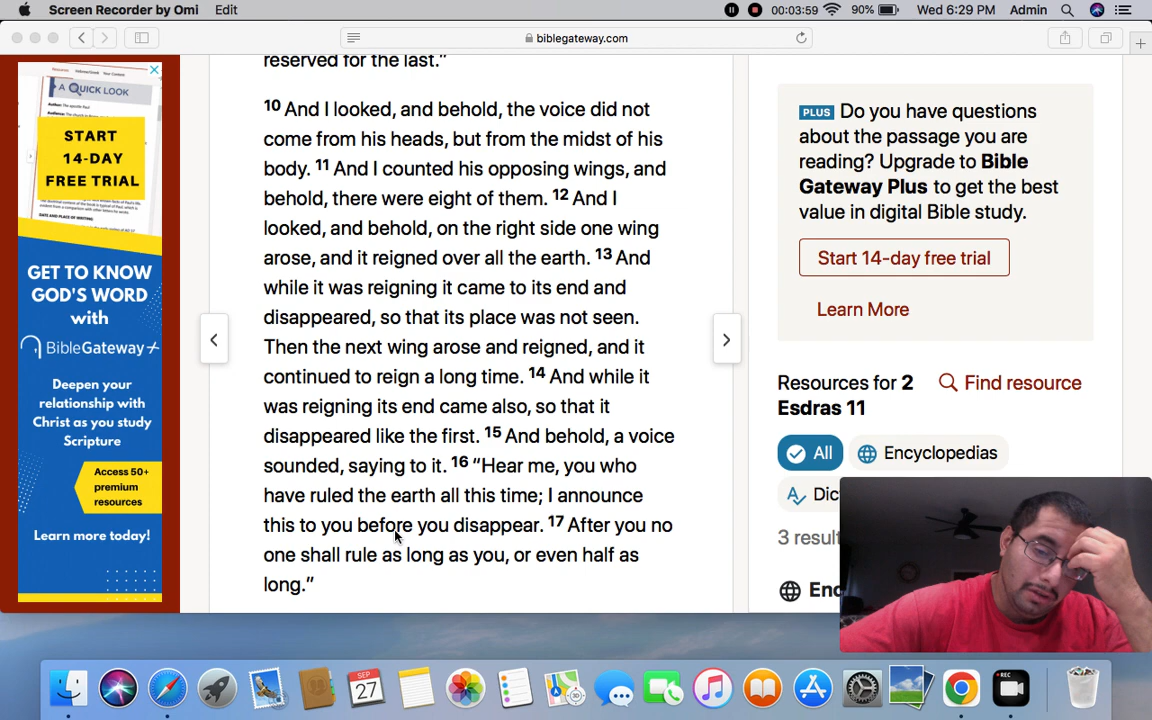 Screen Recorder by Omi Edit 00:03:59 90% Wed 6:29 PM Admin
biblegateway.com
A QUICK LOOK
START
14-DAY
FREE TRIAL
GET TO KNOW
GOD'S WORD
with
BibleGateway+
Deepen your
relationship with
Christ as you study
Scripture
Access 50+
premium
resources
Learn more today!
reserved for the last.”
10 And I looked, and behold, the voice did not
come from his heads, but from the midst of his
body. 11 And I counted his opposing wings, and
behold, there were eight of them. 12 And I
looked, and behold, on the right side one wing
arose, and it reigned over all the earth. 13 And
while it was reigning it came to its end and
disappeared, so that its place was not seen.
Then the next wing arose and reigned, and it
continued to reign a long time. 14 And while it
was reigning its end came also, so that it
disappeared like the first. 15 And behold, a voice
sounded, saying to it. 16 “Hear me, you who
have ruled the earth all this time; I announce
this to you before you disappear. 17 After you no
one shall rule as long as you, or even half as
long.”
PLUS Do you have questions
about the passage you are
reading? Upgrade to Bible
Gateway Plus to get the best
value in digital Bible study.
Start 14-day free trial
Learn More
Resources for 2
Esdras 11
Find resource
All
Encyclopedias
Dic
3 result
Enc
SEP
27
REC